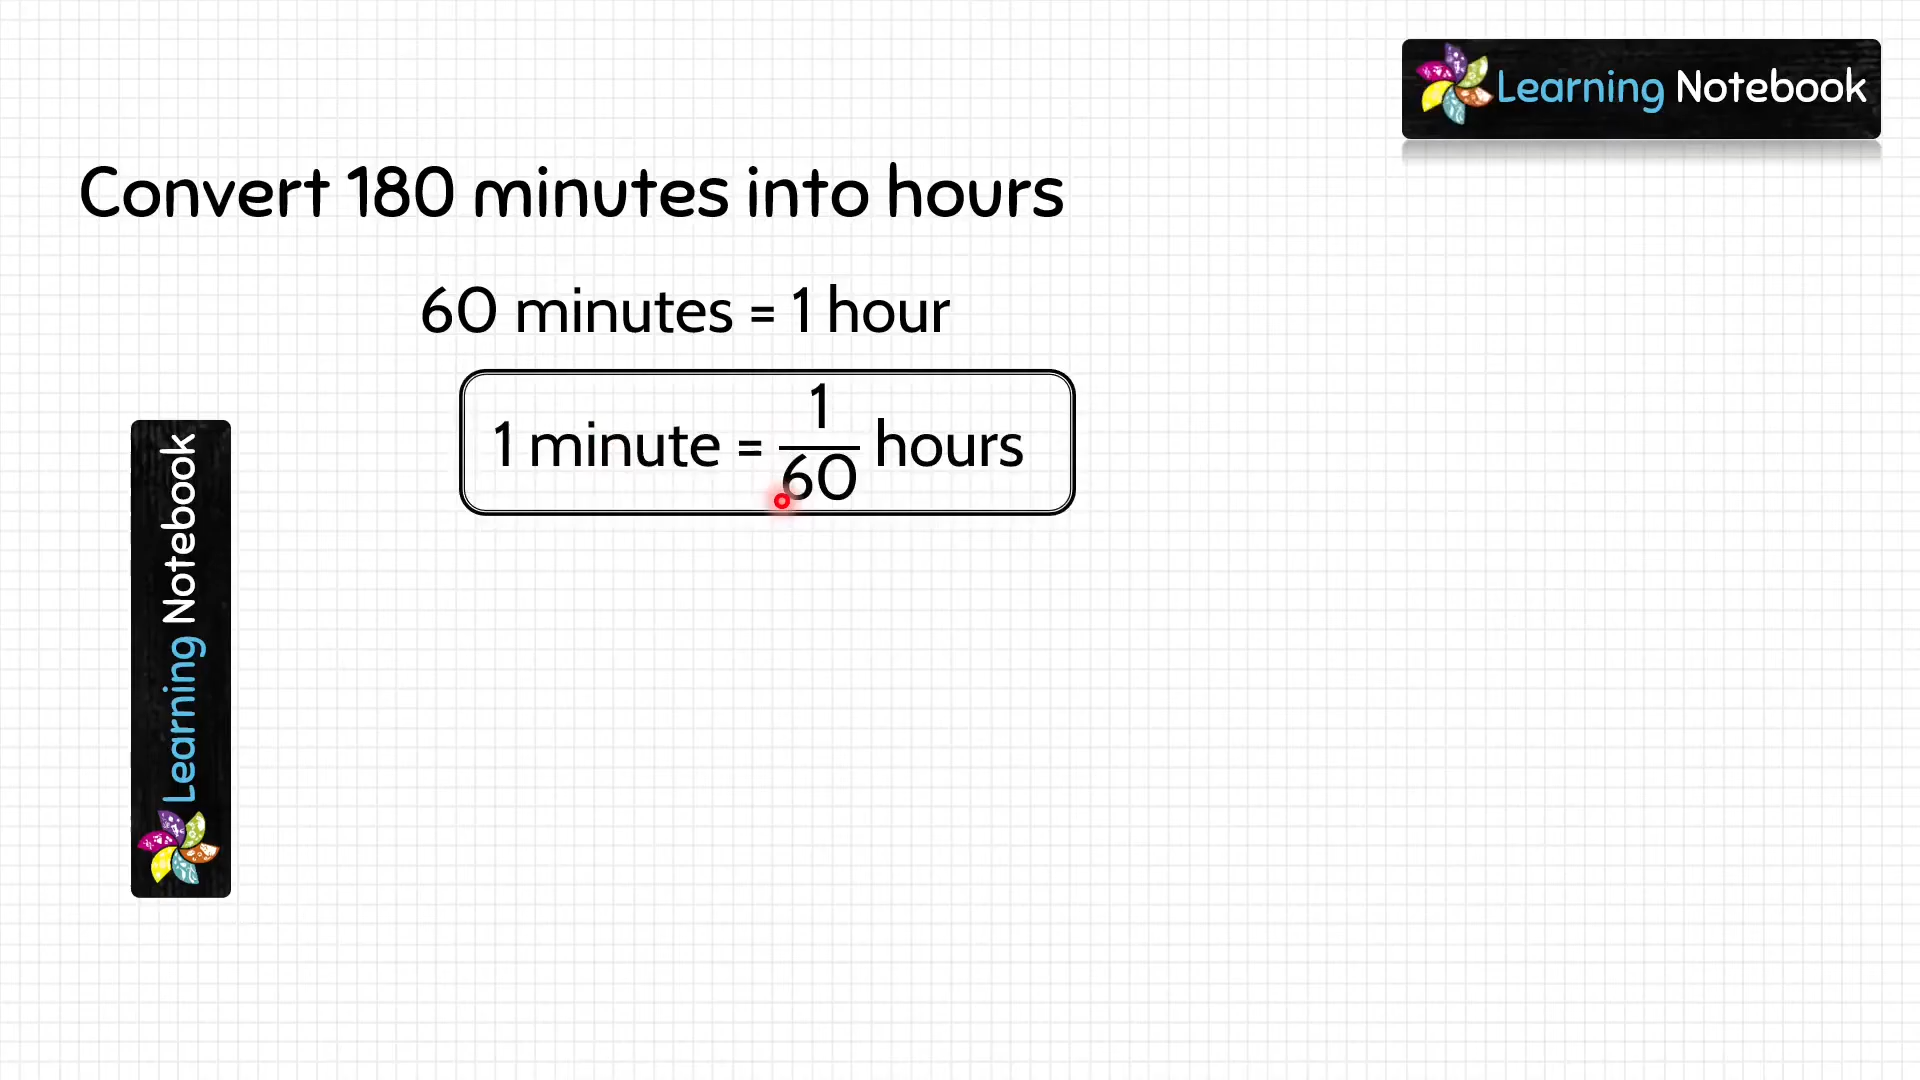 Learning Notebook
Convert 180 minutes into hours
60 minutes = 1 hour
1 minute = 1/60 hours
Learning Notebook